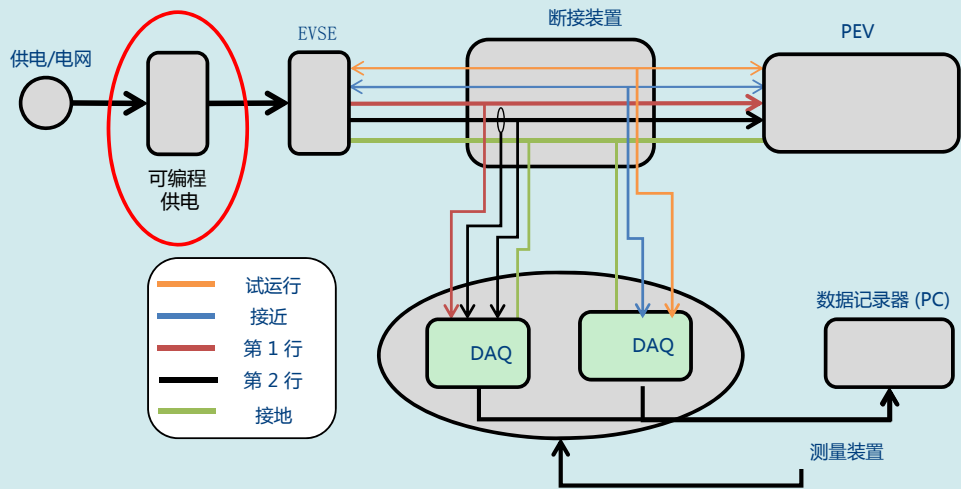 断接装置
EVSE
PEV
供电/电网
可编程
供电
试运行
接近
第 1 行
第 2 行
接地
DAQ
DAQ
数据记录器 (PC)
测量装置